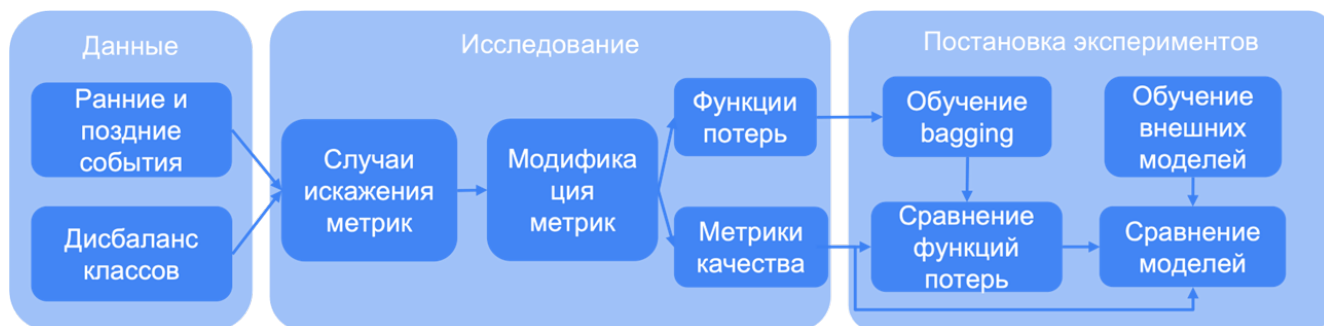 Данные
Ранние и
поздние
события
Дисбаланс
классов
Исследование
Случаи
искажения
метрик
Модифика
ция
метрик
Функции
потерь
Метрики
качества
Постановка экспериментов
Обучение
bagging
Обучение
внешних
моделей
Сравнение
функций
потерь
Сравнение
моделей